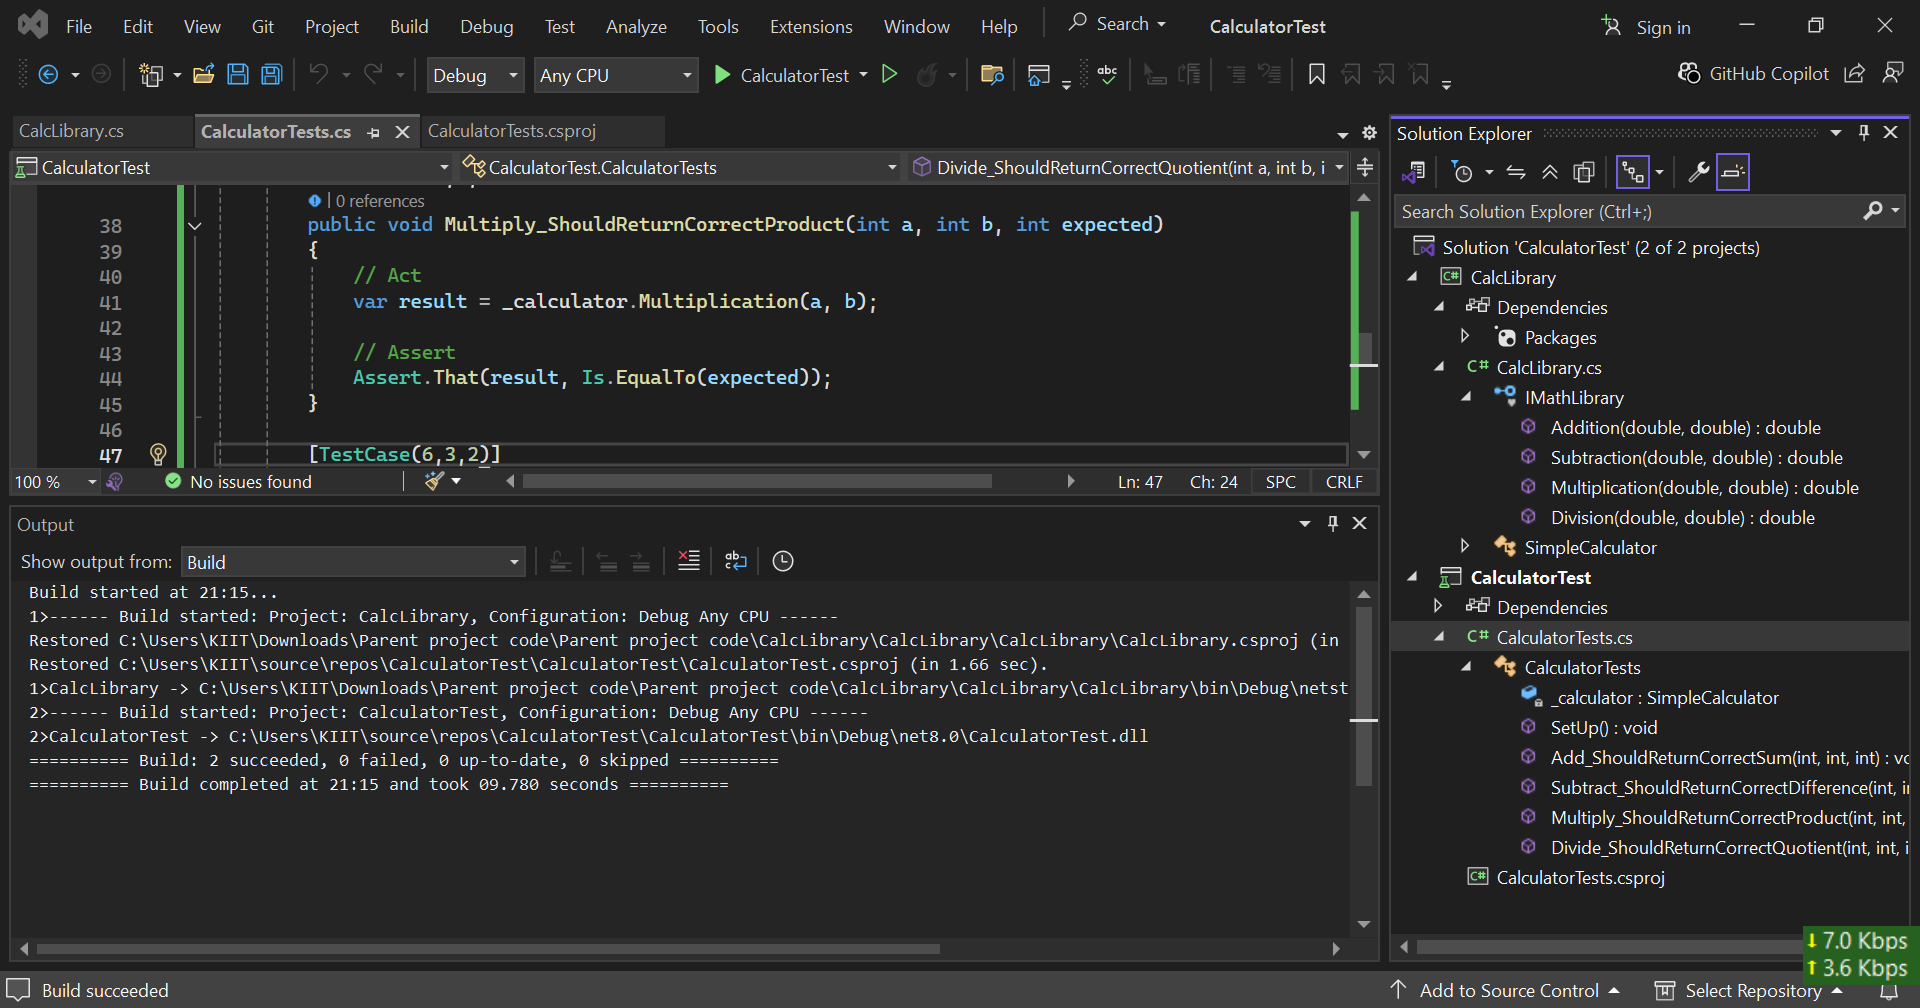 File Edit View Git Project Build Debug Test Analyze Tools Extensions Window Help Search CalculatorTest Sign in
Debug Any CPU CalculatorTest GitHub Copilot
CalcLibrary.cs CalculatorTests.cs CalculatorTests.csproj
CalculatorTest CalculatorTest.CalculatorTests Divide_ShouldReturnCorrectQuotient(int a, int b, i
0 references
38 public void Multiply_ShouldReturnCorrectProduct(int a, int b, int expected)
39 {
40 // Act
41 var result = _calculator.Multiplication(a, b);
42
43 // Assert
44 Assert.That(result, Is.EqualTo(expected));
45 }
46
47 [TestCase(6,3,2)]
100 % No issues found Ln: 47 Ch: 24 SPC CRLF
Output
Show output from: Build
Build started at 21:15...
1>------ Build started: Project: CalcLibrary, Configuration: Debug Any CPU ------
Restored C:\Users\KIIT\Downloads\Parent project code\Parent project code\CalcLibrary\CalcLibrary\CalcLibrary\CalcLibrary.csproj (in
Restored C:\Users\KIIT\source\repos\CalculatorTest\CalculatorTest\CalculatorTest.csproj (in 1.66 sec).
1>CalcLibrary -> C:\Users\KIIT\Downloads\Parent project code\Parent project code\CalcLibrary\CalcLibrary\CalcLibrary\bin\Debug\netst
2>------ Build started: Project: CalculatorTest, Configuration: Debug Any CPU ------
2>CalculatorTest -> C:\Users\KIIT\source\repos\CalculatorTest\CalculatorTest\bin\Debug\net8.0\CalculatorTest.dll
========== Build: 2 succeeded, 0 failed, 0 up-to-date, 0 skipped ==========
========== Build completed at 21:15 and took 09.780 seconds ==========
Solution Explorer
Search Solution Explorer (Ctrl+;)
Solution 'CalculatorTest' (2 of 2 projects)
C# CalcLibrary
Dependencies
Packages
C# CalcLibrary.cs
IMathLibrary
Addition(double, double) : double
Subtraction(double, double) : double
Multiplication(double, double) : double
Division(double, double) : double
SimpleCalculator
CalculatorTest
Dependencies
C# CalculatorTests.cs
CalculatorTests
_calculator : SimpleCalculator
SetUp() : void
Add_ShouldReturnCorrectSum(int, int, int) : vo
Subtract_ShouldReturnCorrectDifference(int, i
Multiply_ShouldReturnCorrectProduct(int, int,
Divide_ShouldReturnCorrectQuotient(int, int, i
C# CalculatorTests.csproj
7.0 Kbps
3.6 Kbps
Build succeeded Add to Source Control Select Repository